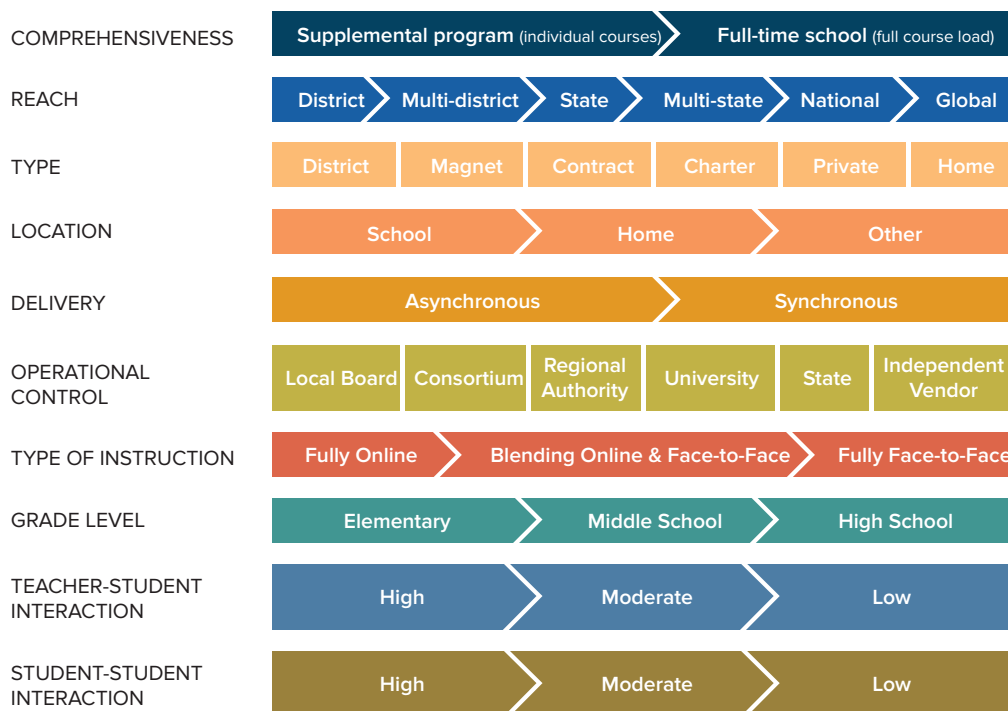 COMPREHENSIVENESS
Supplemental program (individual courses)
Full-time school (full course load)
REACH
District
Multi-district
State
Multi-state
National
Global
TYPE
District
Magnet
Contract
Charter
Private
Home
LOCATION
School
Home
Other
DELIVERY
Asynchronous
Synchronous
OPERATIONAL
CONTROL
Local Board
Consortium
Regional
Authority
University
State
Independent
Vendor
TYPE OF INSTRUCTION
Fully Online
Blending Online & Face-to-Face
Fully Face-to-Face
GRADE LEVEL
Elementary
Middle School
High School
TEACHER-STUDENT
INTERACTION
High
Moderate
Low
STUDENT-STUDENT
INTERACTION
High
Moderate
Low